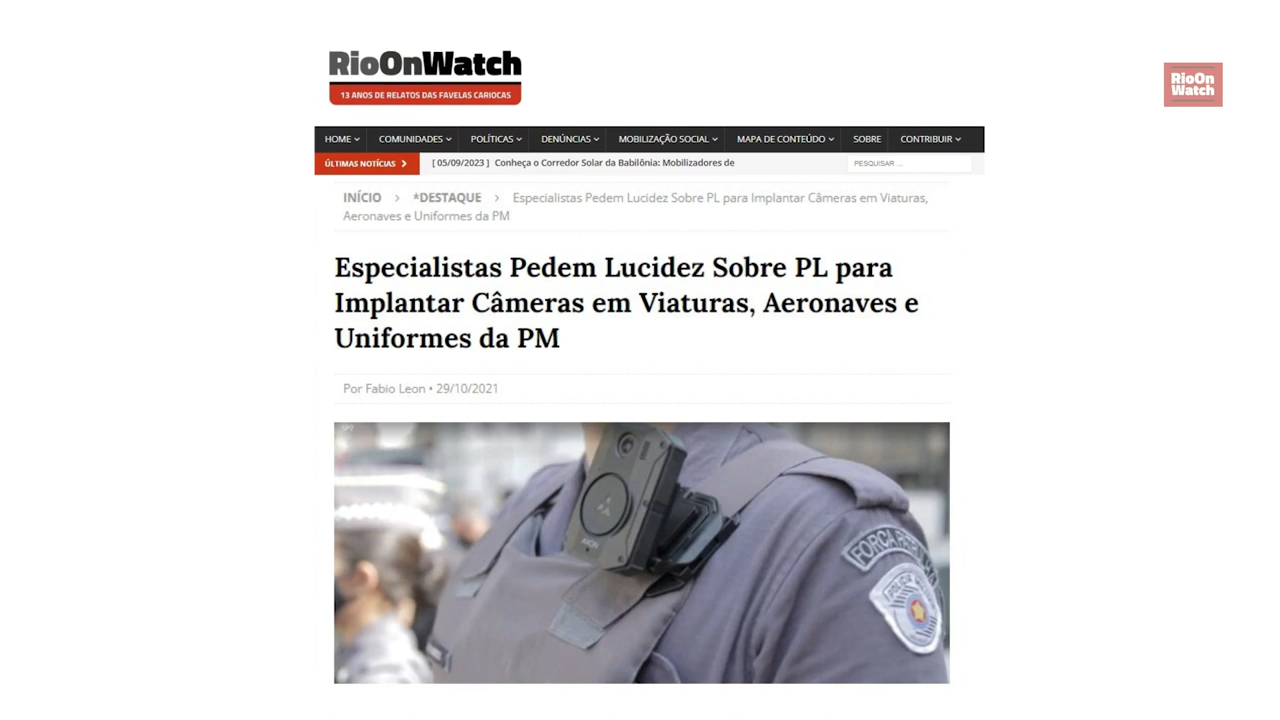 RioOnWatch
13 ANOS DE RELATOS DAS FAVELAS CARIOCAS
RioOn
Watch
HOME COMUNIDADES POLÍTICAS DENÚNCIAS MOBILIZAÇÃO SOCIAL MAPA DE CONTEÚDO SOBRE CONTRIBUIR
ÚLTIMAS NOTÍCIAS [ 05/09/2023 ] Conheça o Corredor Solar da Babilônia: Mobilizadores de PESQUISAR ...
INÍCIO > *DESTAQUE > Especialistas Pedem Lucidez Sobre PL para Implantar Câmeras em Viaturas,
Aeronaves e Uniformes da PM
Especialistas Pedem Lucidez Sobre PL para
Implantar Câmeras em Viaturas, Aeronaves e
Uniformes da PM
Por Fabio Leon • 29/10/2021
AXON
FORÇA
POLÍCIA